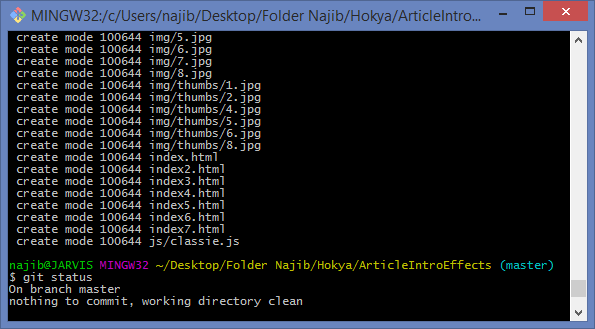 MINGW32:/c/Users/najib/Desktop/Folder Najib/Hokya/ArticleIntro...
create mode 100644 img/5.jpg
create mode 100644 img/6.jpg
create mode 100644 img/7.jpg
create mode 100644 img/8.jpg
create mode 100644 img/thumbs/1.jpg
create mode 100644 img/thumbs/2.jpg
create mode 100644 img/thumbs/4.jpg
create mode 100644 img/thumbs/5.jpg
create mode 100644 img/thumbs/6.jpg
create mode 100644 img/thumbs/8.jpg
create mode 100644 index.html
create mode 100644 index2.html
create mode 100644 index3.html
create mode 100644 index4.html
create mode 100644 index5.html
create mode 100644 index6.html
create mode 100644 index7.html
create mode 100644 js/classie.js
najib@JARVIS MINGW32 ~/Desktop/Folder Najib/Hokya/ArticleIntroEffects (master)
$ git status
On branch master
nothing to commit, working directory clean